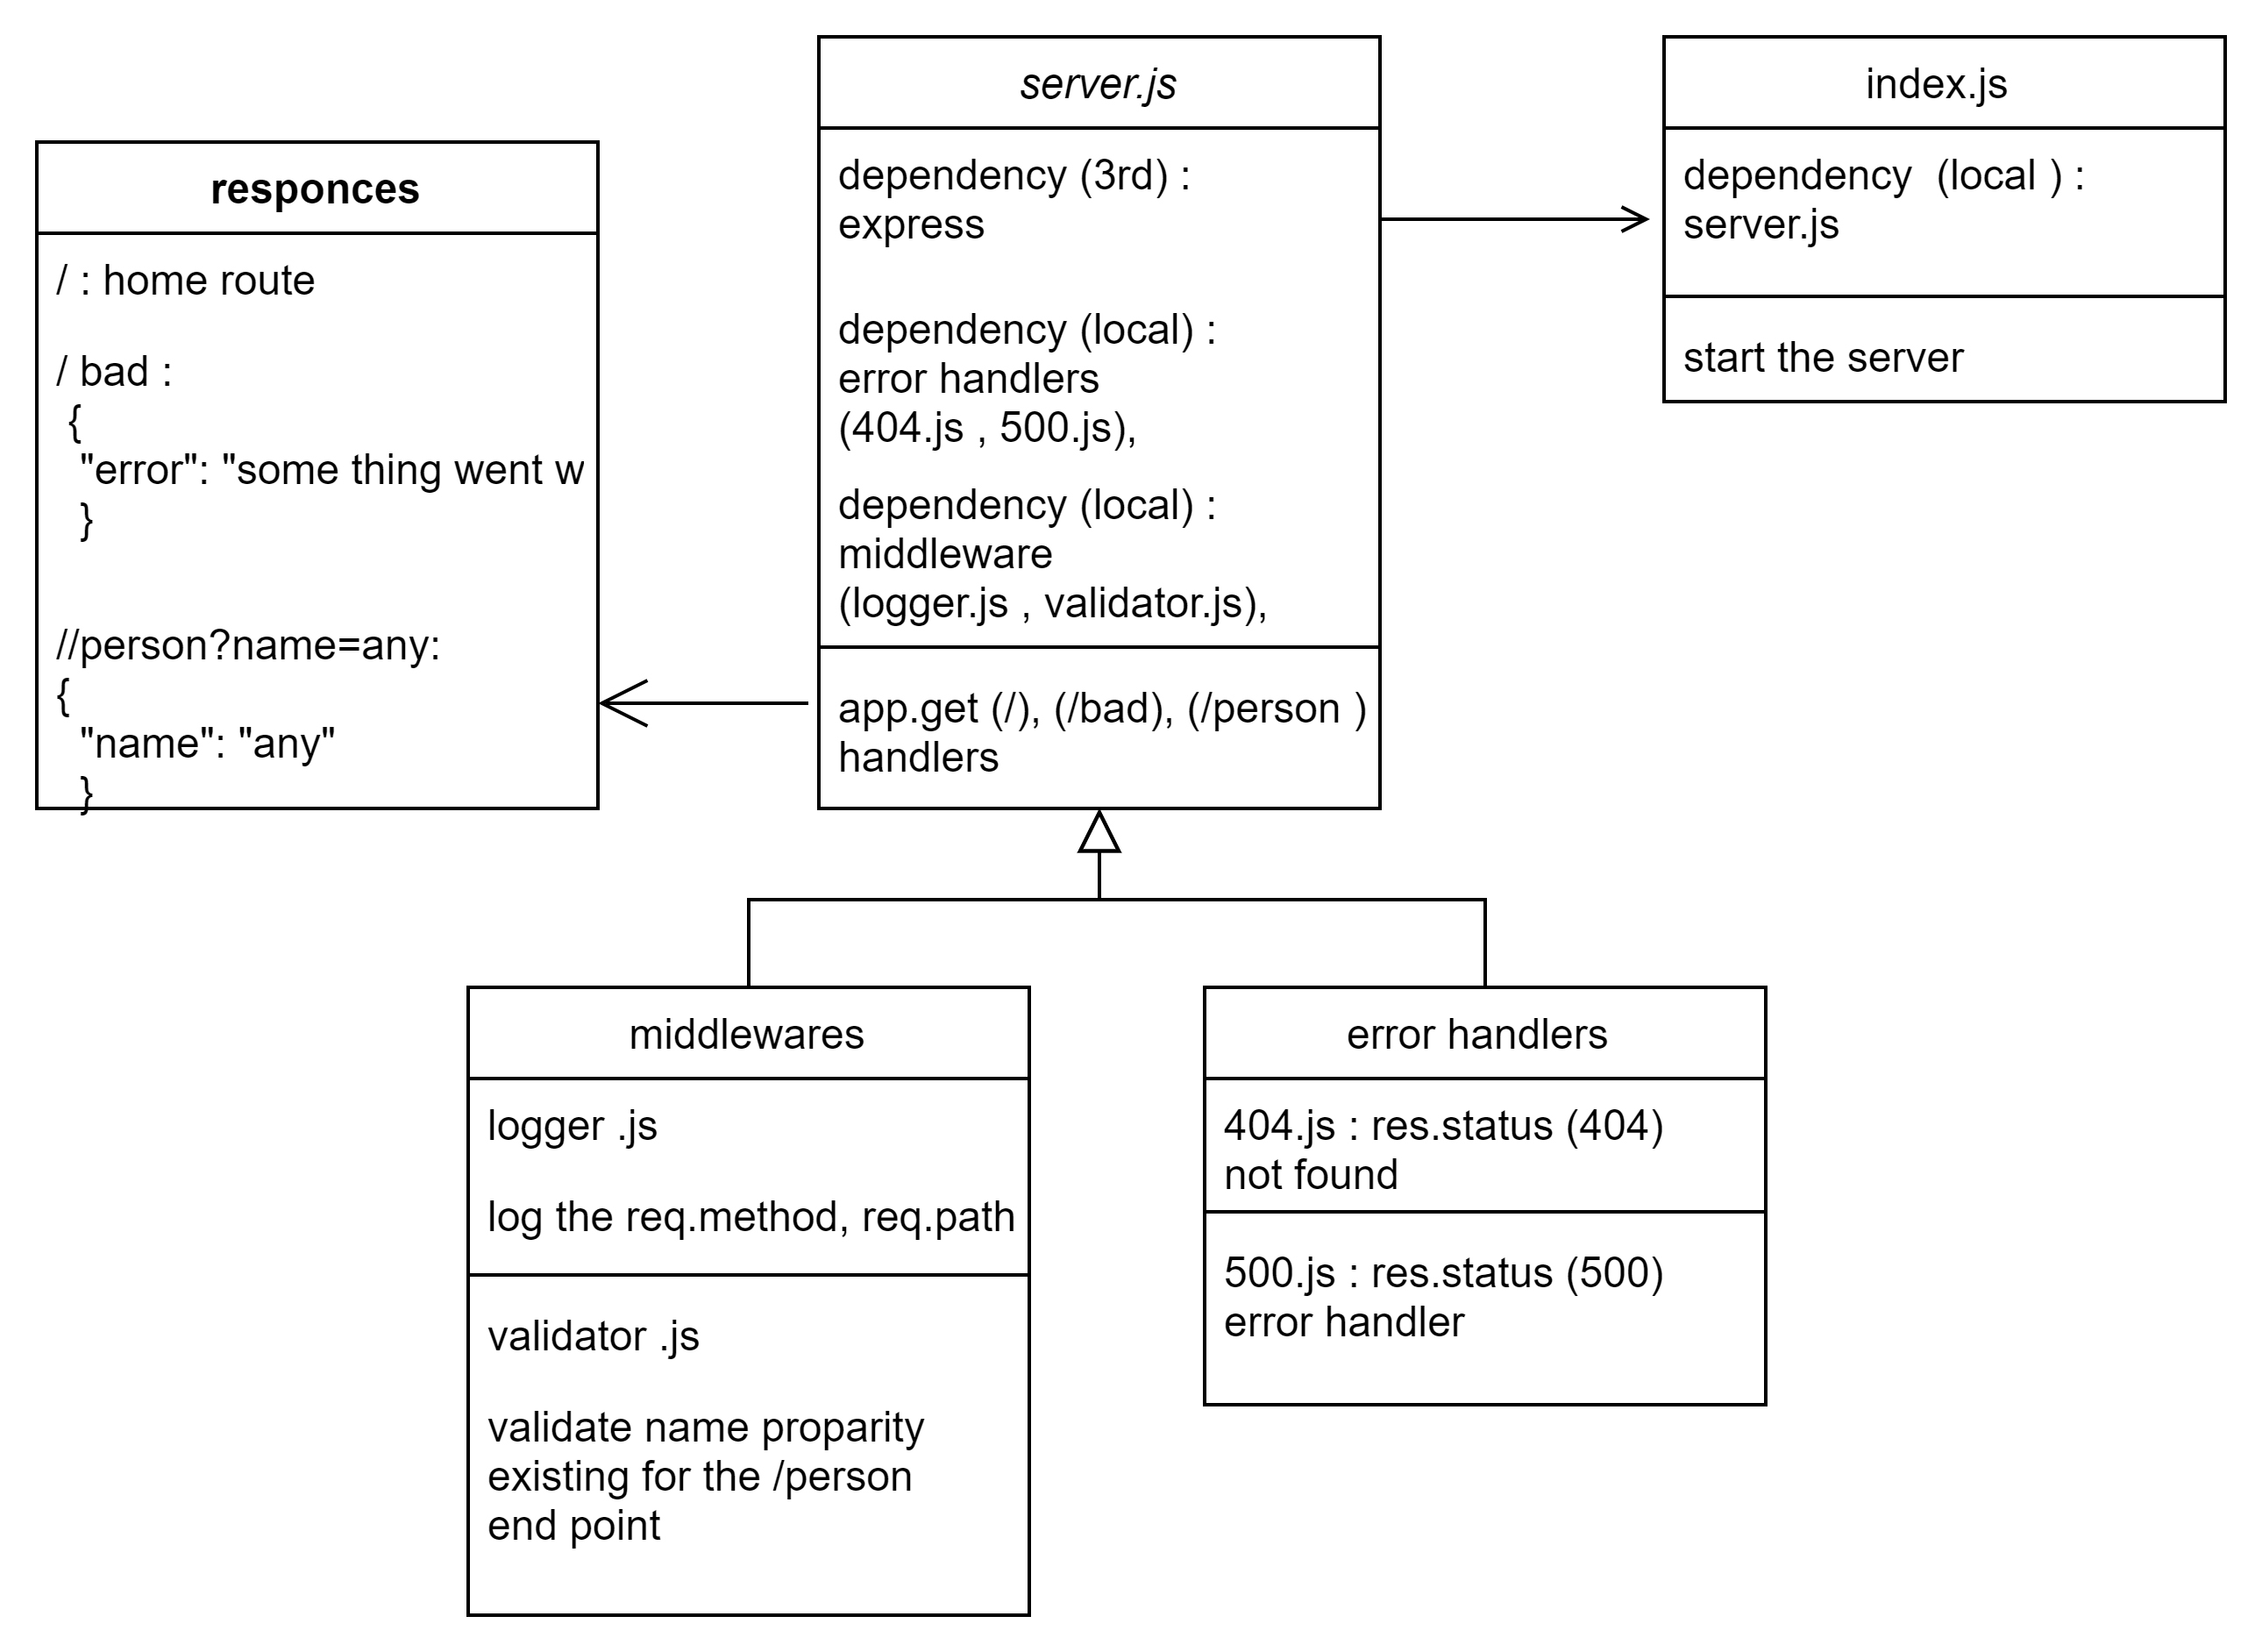 responces
/ : home route
/ bad :
{
"error": "some thing went w
}
//person?name=any:
{
"name": "any"
}
server.js
dependency (3rd) :
express
dependency (local) :
error handlers
(404.js , 500.js),
dependency (local) :
middleware
(logger.js , validator.js),
app.get (/), (/bad), (/person )
handlers
index.js
dependency  (local ) :
server.js
start the server
middlewares
logger .js
log the req.method, req.path
validator .js
validate name proparity
existing for the /person
end point
error handlers
404.js : res.status (404)
not found
500.js : res.status (500)
error handler